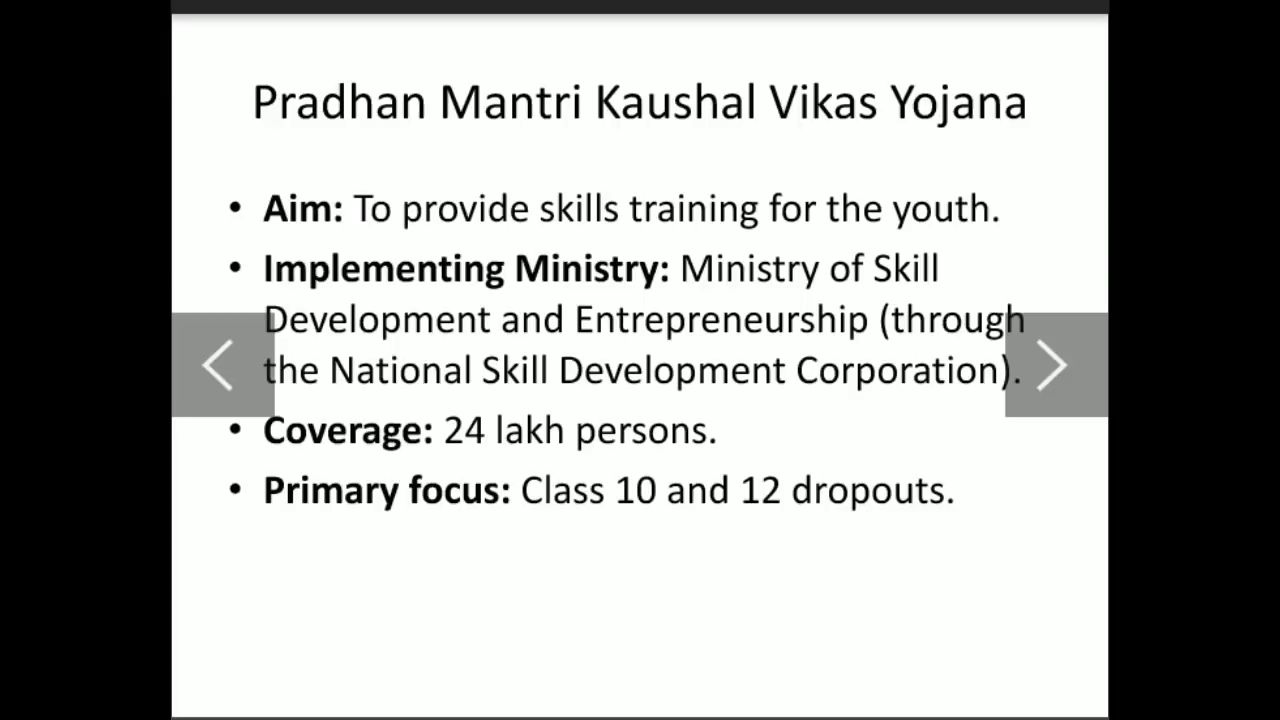 Pradhan Mantri Kaushal Vikas Yojana
• Aim: To provide skills training for the youth.
• Implementing Ministry: Ministry of Skill
Development and Entrepreneurship (through
the National Skill Development Corporation).
• Coverage: 24 lakh persons.
• Primary focus: Class 10 and 12 dropouts.